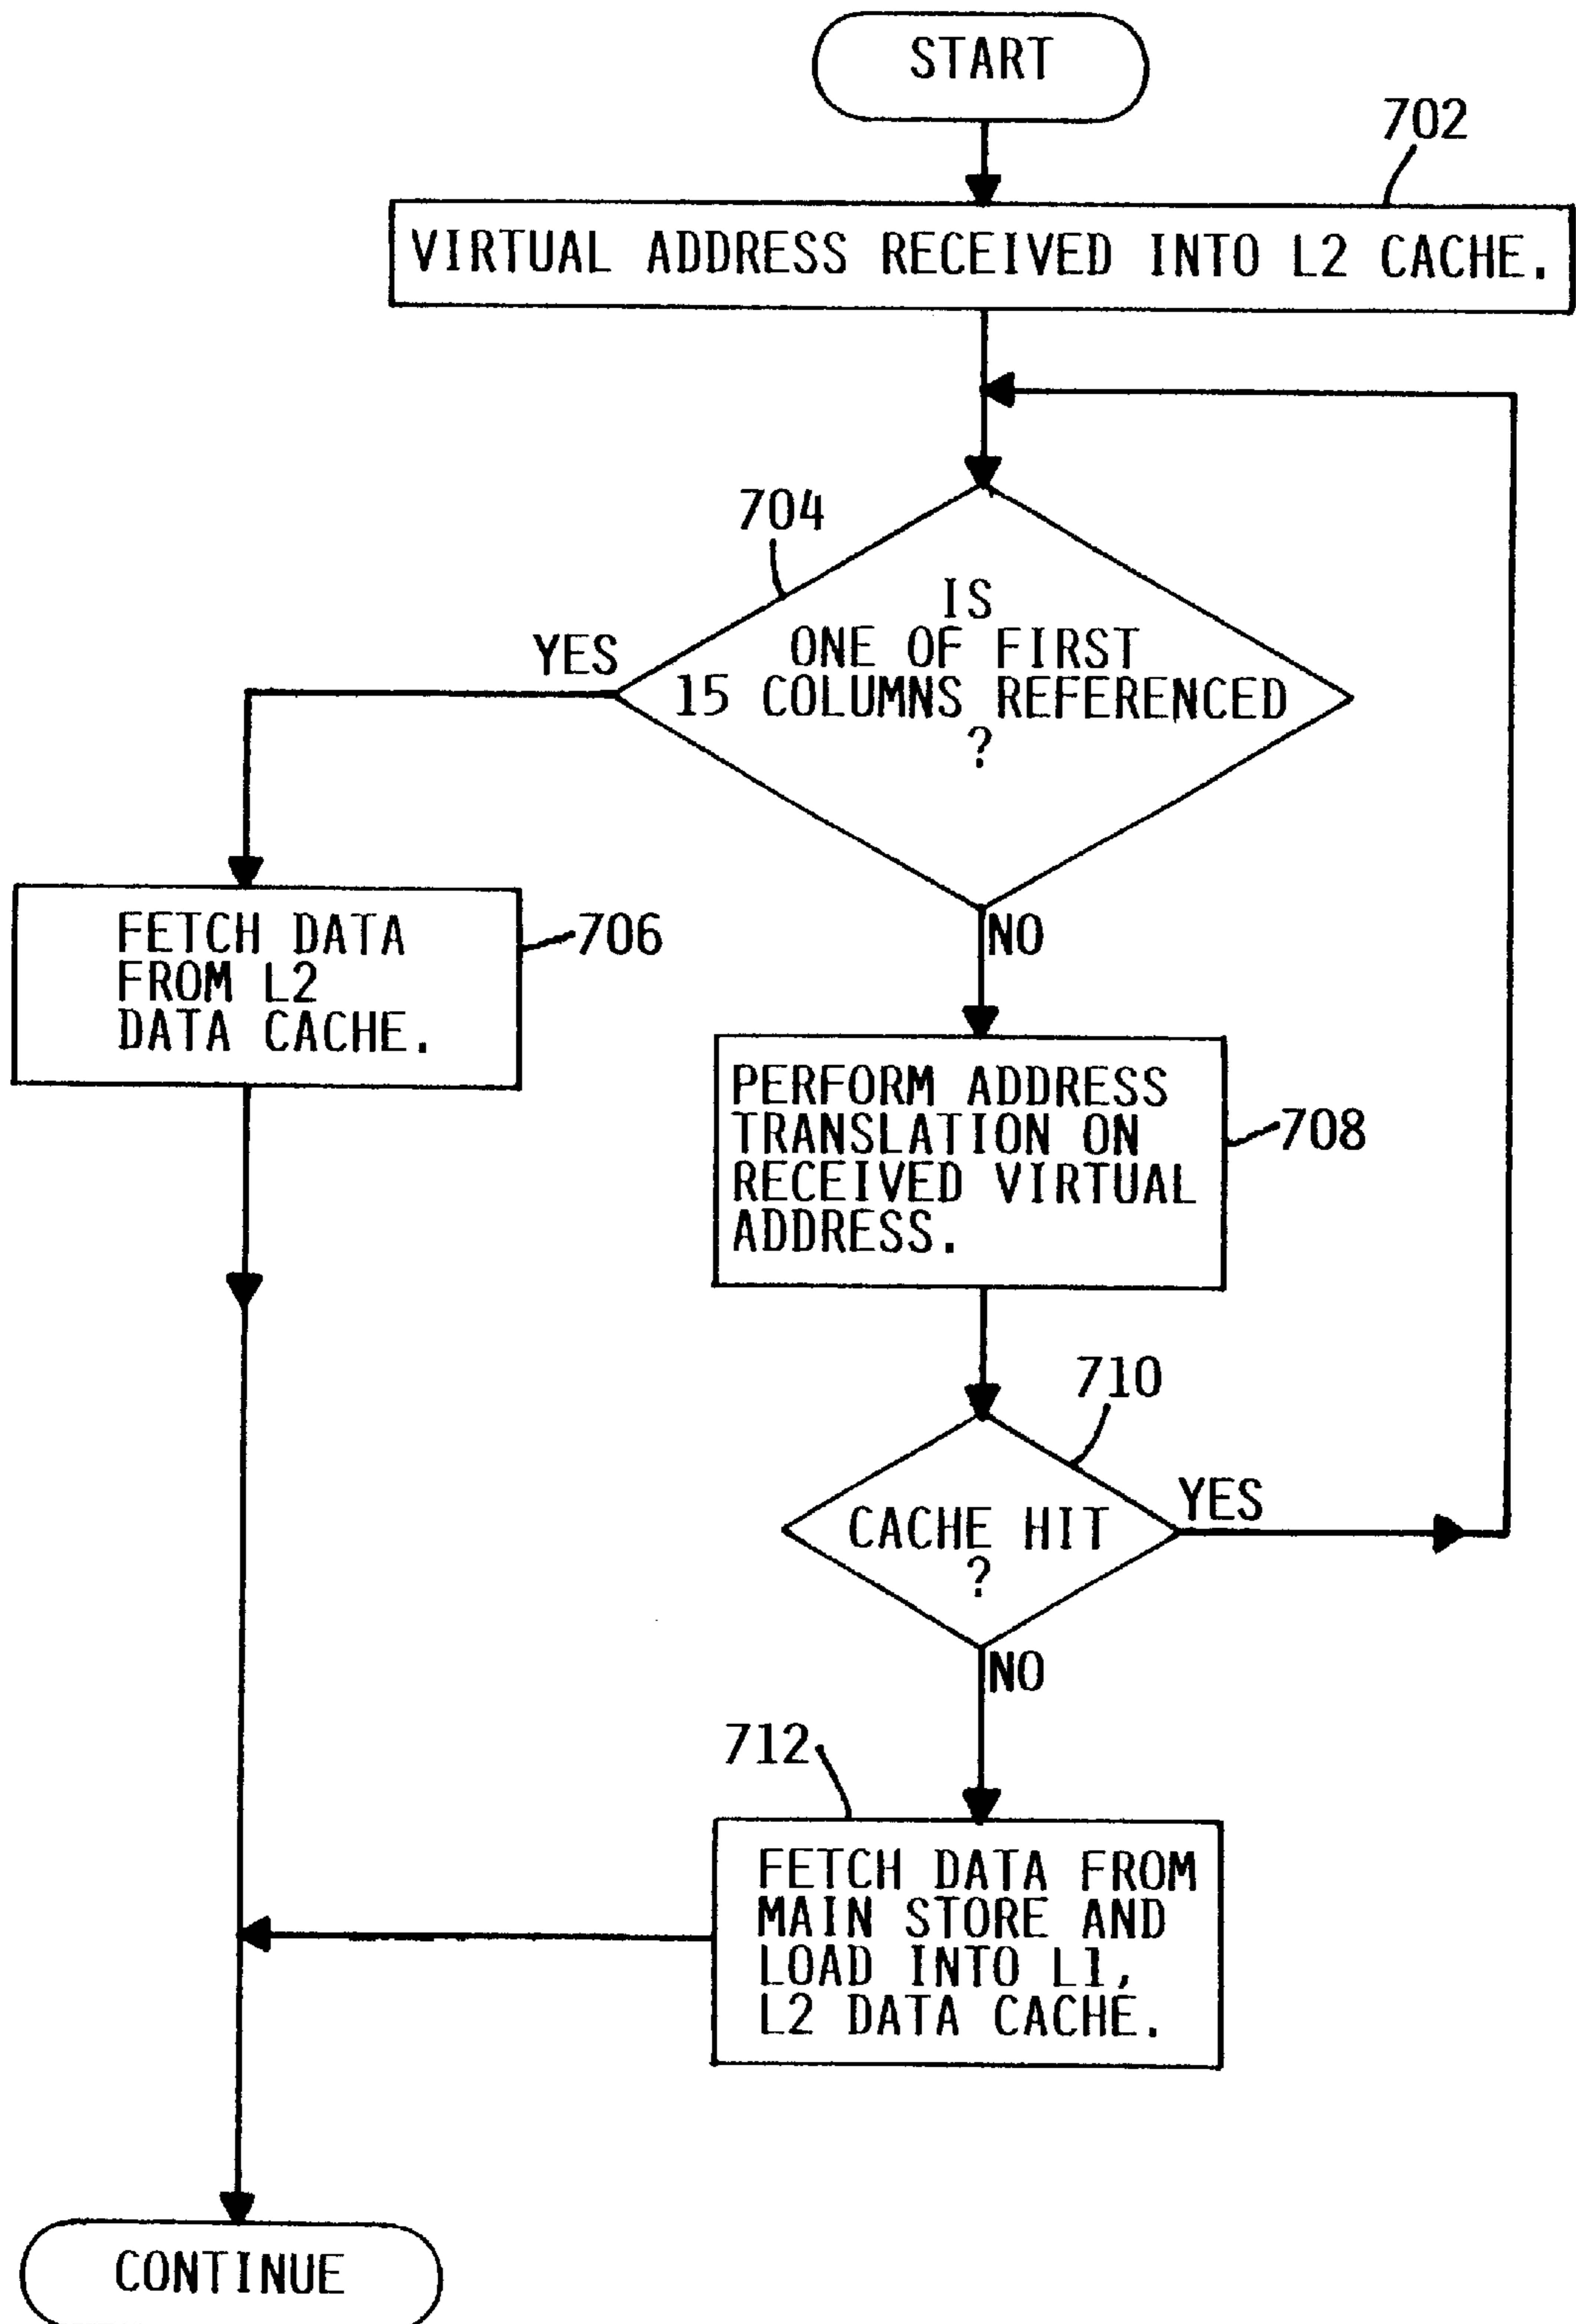 START
702
VIRTUAL ADDRESS RECEIVED INTO L2 CACHE.
704
IS
ONE OF FIRST
15 COLUMNS REFERENCED
?
YES
NO
FETCH DATA
FROM L2
DATA CACHE.
706
PERFORM ADDRESS
TRANSLATION ON
RECEIVED VIRTUAL
ADDRESS.
708
710
CACHE HIT
?
YES
NO
712
FETCH DATA FROM
MAIN STORE AND
LOAD INTO L1,
L2 DATA CACHE.
CONTINUE